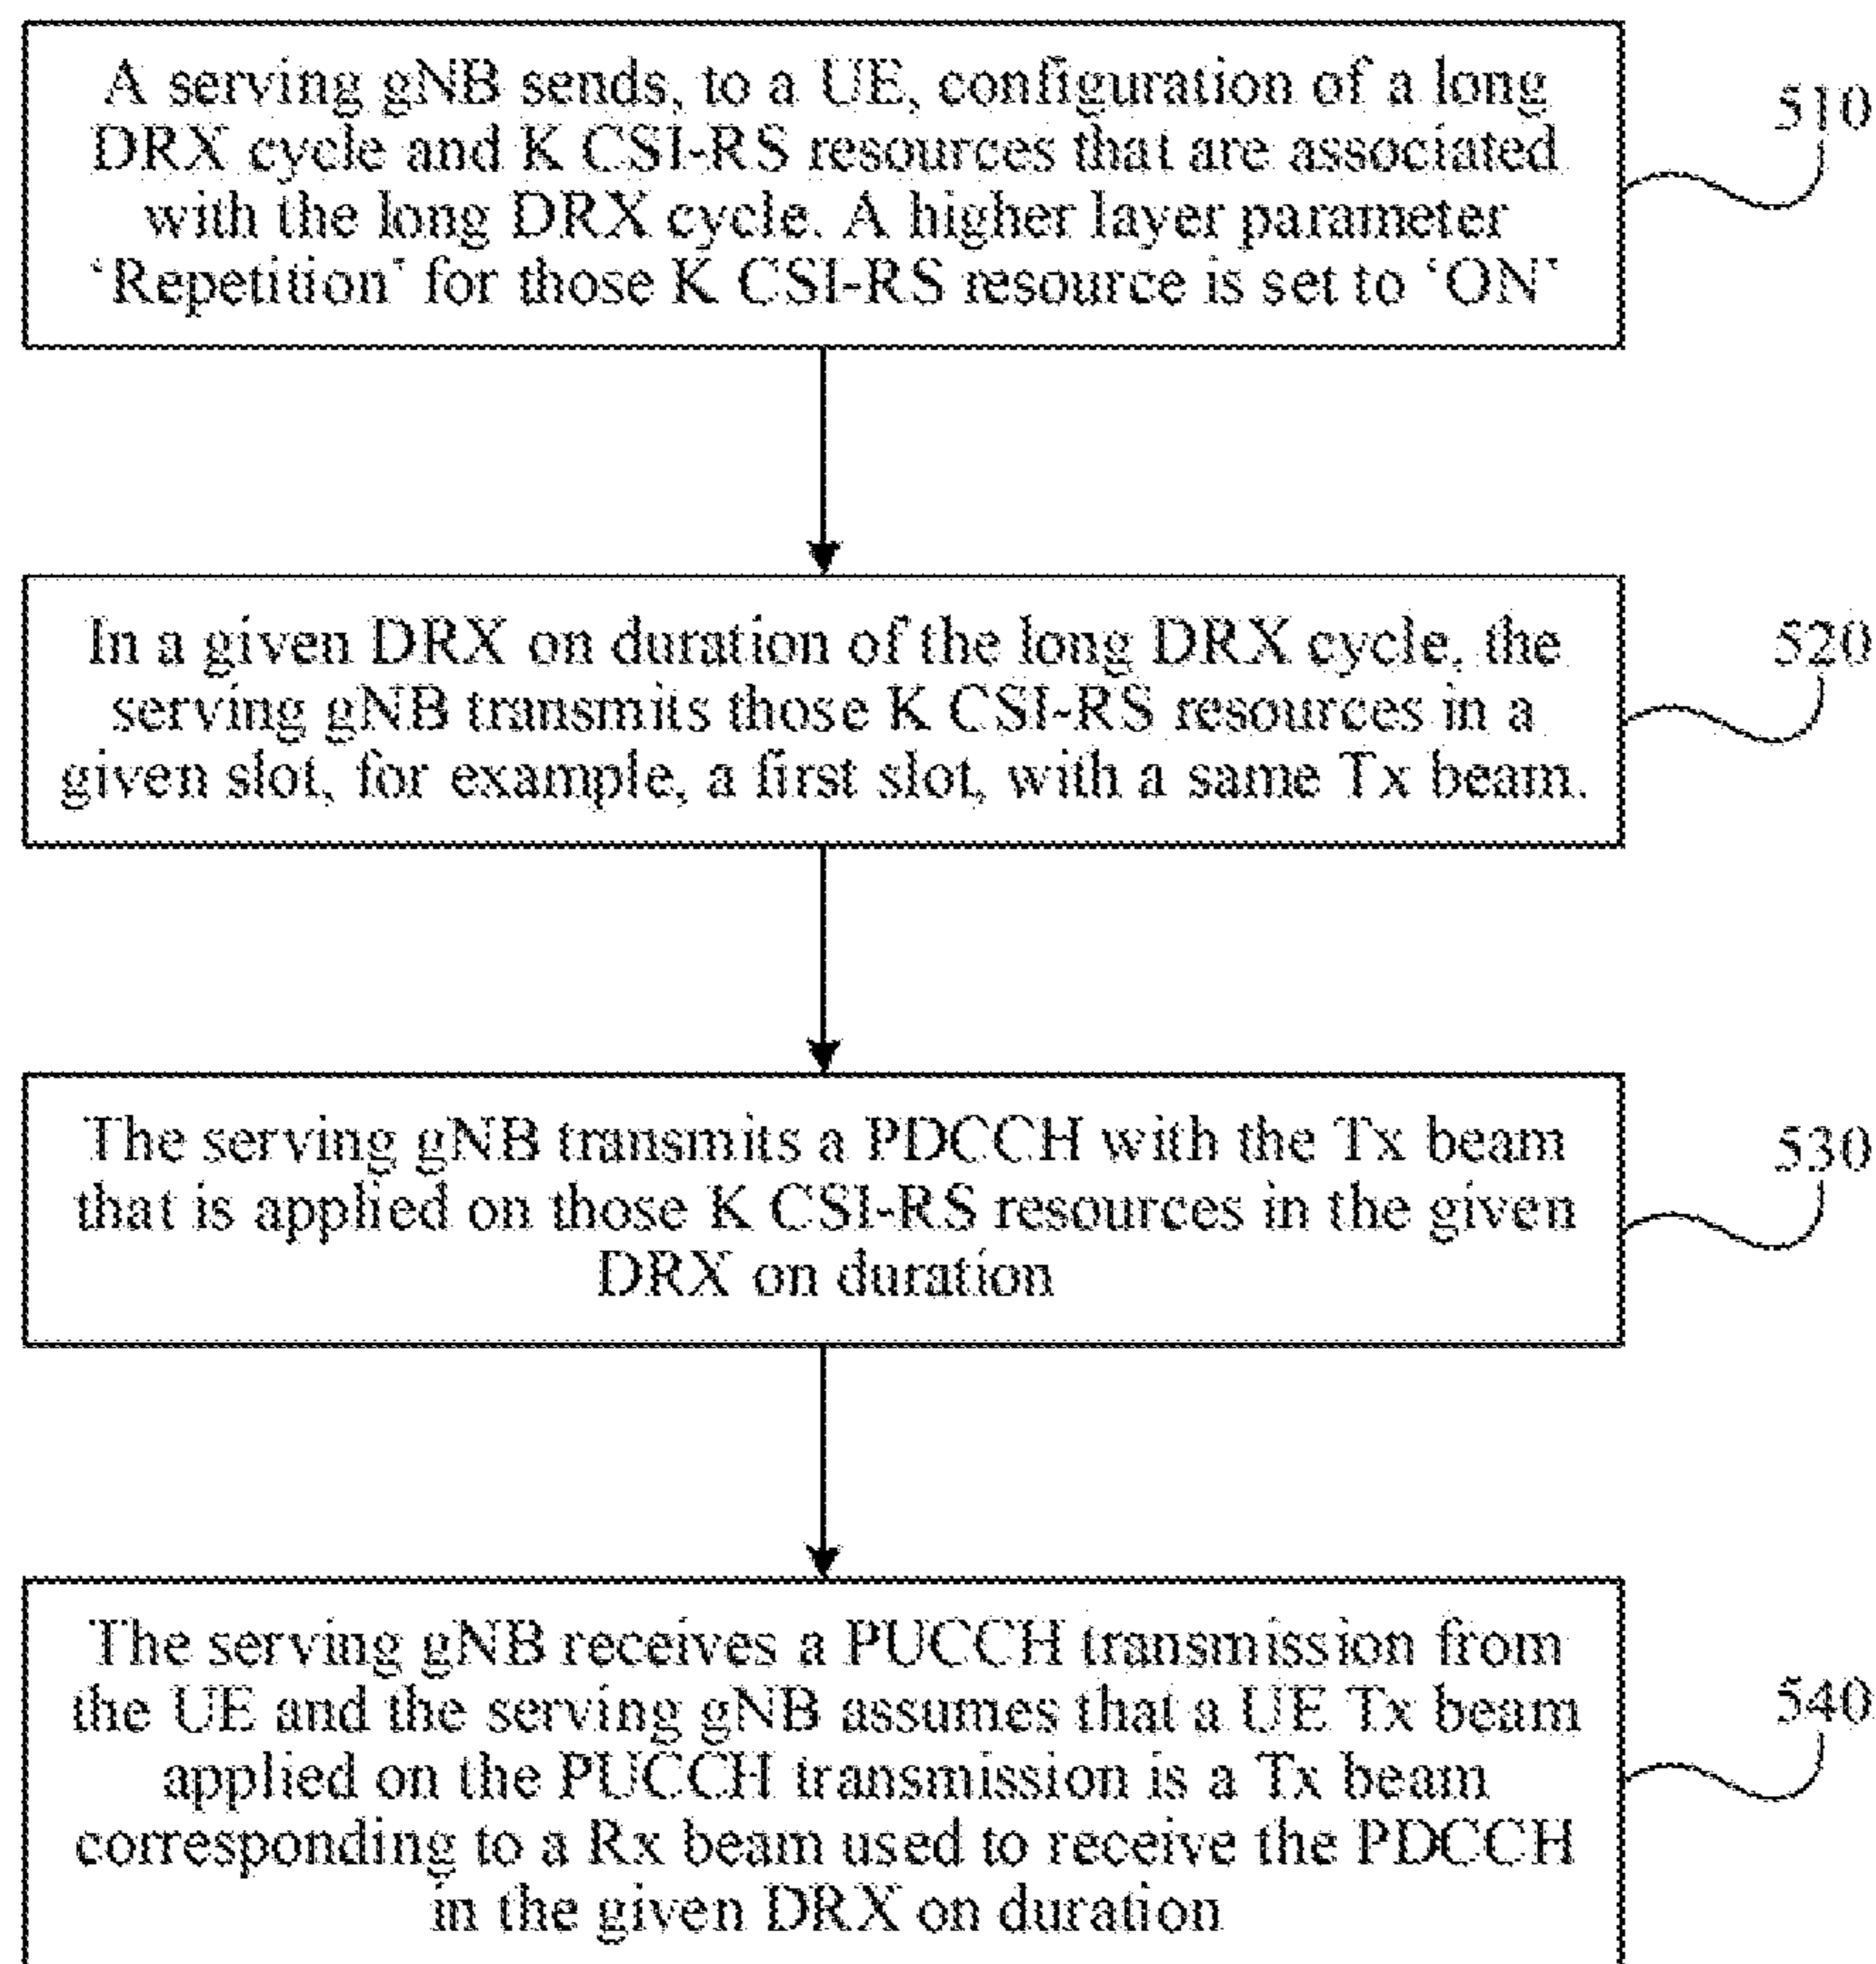 A serving gNB sends, to a UE, configuration of a long
DRX cycle and K CSI-RS resources that are associated
with the long DRX cycle. A higher layer parameter
'Repetition' for those K CSI-RS resource is set to 'ON'
510
In a given DRX on duration of the long DRX cycle, the
serving gNB transmits those K CSI-RS resources in a
given slot, for example, a first slot, with a same Tx beam.
520
The serving gNB transmits a PDCCH with the Tx beam
that is applied on those K CSI-RS resources in the given
DRX on duration
530
The serving gNB receives a PUCCH transmission from
the UE and the serving gNB assumes that a UE Tx beam
applied on the PUCCH transmission is a Tx beam
corresponding to a Rx beam used to receive the PDCCH
in the given DRX on duration
540